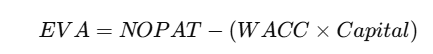 EVA = NOPAT − (WACC × Capital)